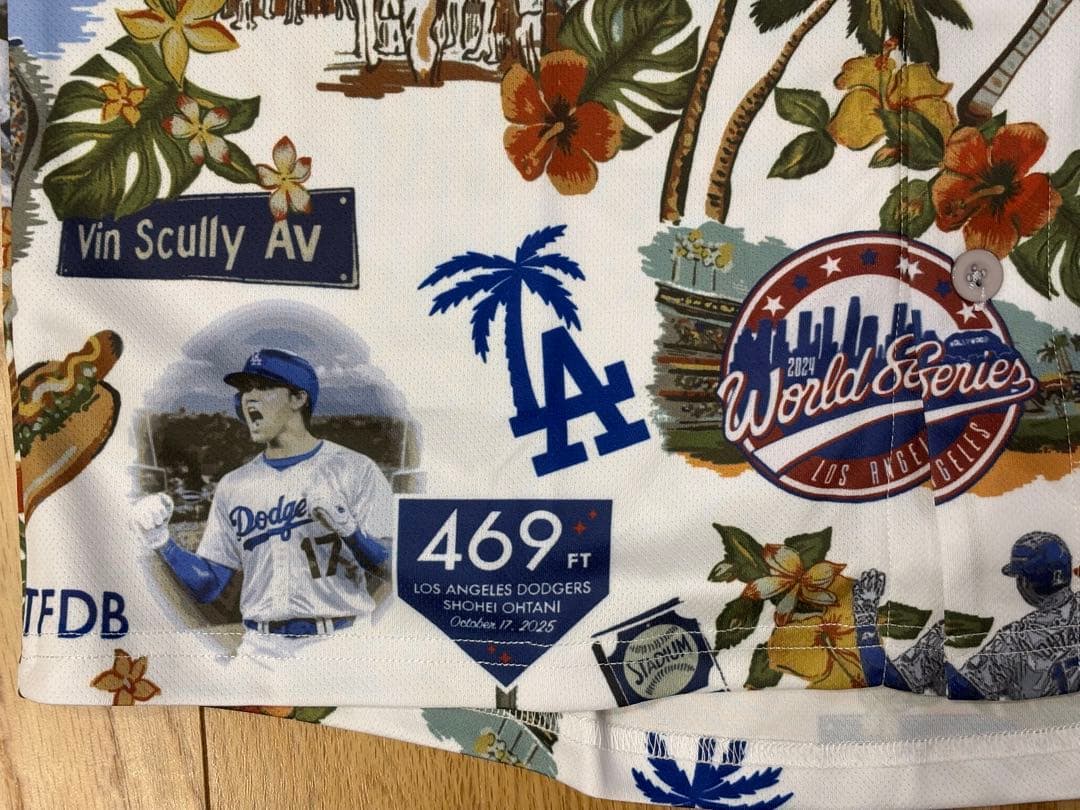 Vin Scully Av
LA
2024
World Series
LOS ANGELES
HOLLYWOOD
Dodge
17
469 FT
LOS ANGELES DODGERS
SHOHEI OHTANI
October 17. 2025
TFDB
STADIUM